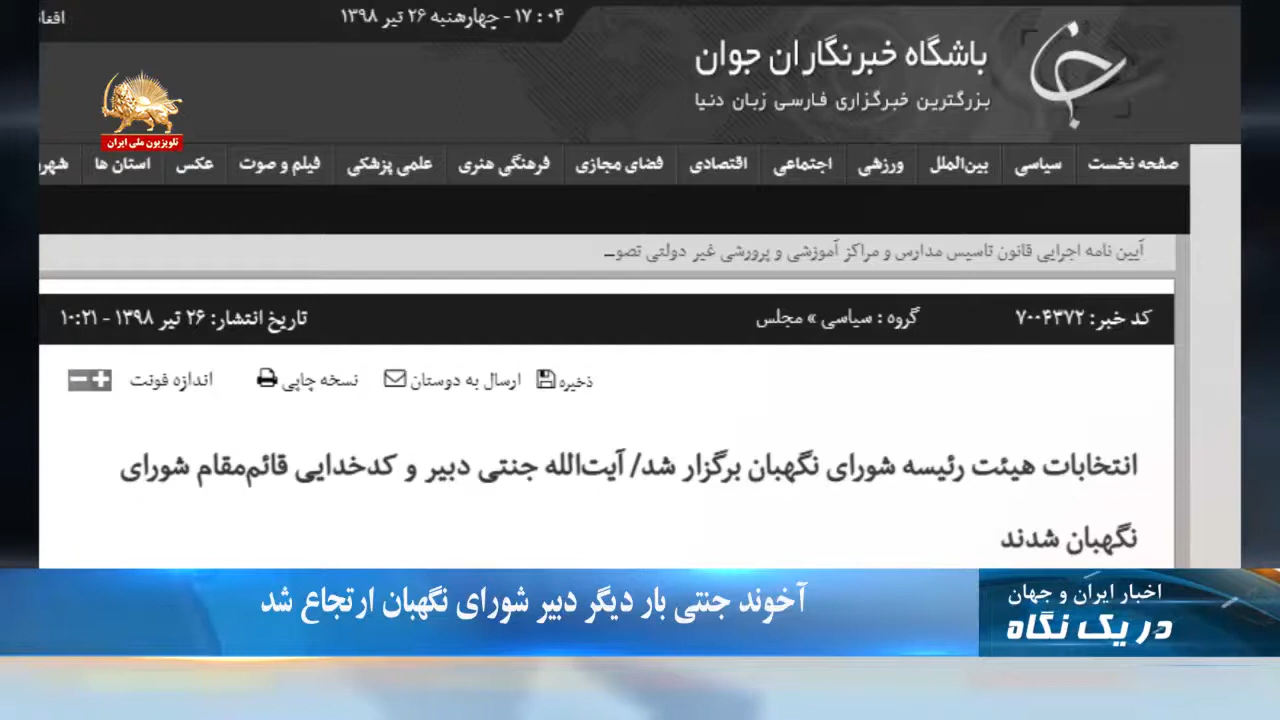 ۱۷:۰۴ - چهارشنبه ۲۶ تیر ۱۳۹۸
باشگاه خبرنگاران جوان
بزرگترین خبرگزاری فارسی زبان دنیا
تلویزیون ملی ایران
صفحه نخست سیاسی بین‌الملل ورزشی اجتماعی اقتصادی فضای مجازی فرهنگی هنری علمی پزشکی فیلم و صوت عکس استان ها
آیین نامه اجرایی قانون تاسیس مدارس و مراکز آموزشی و پرورشی غیر دولتی تصو_
کد خبر: ۷۰۰۴۳۷۲ گروه : سیاسی » مجلس تاریخ انتشار: ۲۶ تیر ۱۳۹۸ - ۱۰:۲۱
ذخیره ارسال به دوستان نسخه چاپی اندازه فونت
انتخابات هیئت رئیسه شورای نگهبان برگزار شد/ آیت‌الله جنتی دبیر و کدخدایی قائم‌مقام شورای
نگهبان شدند
اخبار ایران و جهان
در یک نگاه
آخوند جنتی بار دیگر دبیر شورای نگهبان ارتجاع شد